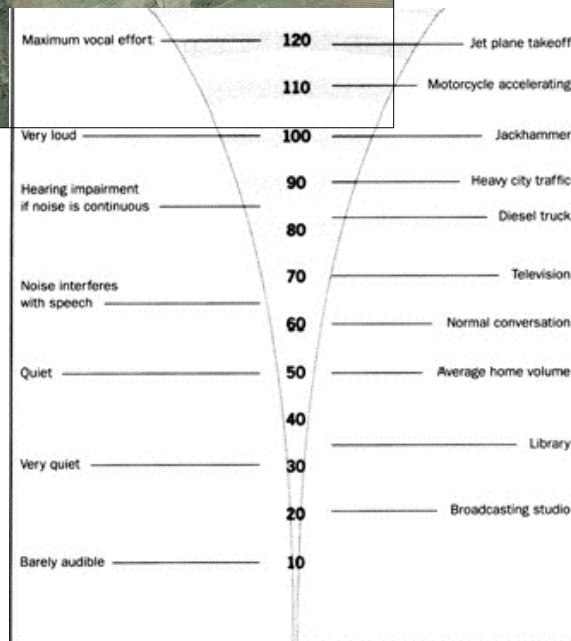 Maximum vocal effort 120 Jet plane takeoff
110 Motorcycle accelerating
Very loud 100 Jackhammer
Hearing impairment
if noise is continuous
90 Heavy city traffic
Diesel truck
80
70 Television
Noise interferes
with speech
60 Normal conversation
Quiet 50 Average home volume
40
Library
Very quiet 30
20 Broadcasting studio
Barely audible 10